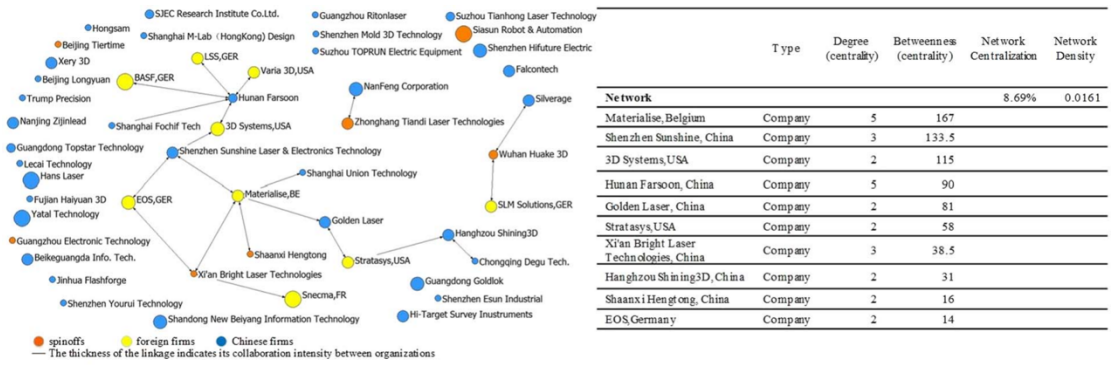 SJEC Research Institute Co.Ltd.
Guangzhou Ritonlaser
Suzhou Tianhong Laser Technology
Hongsam
Siasun Robot & Automation
Shanghai M-Lab（HongKong) Design
Shenzhen Mold 3D Technology
Beijing Tiertime
Suzhou TOPRUN Electric Equipment
Shenzhen Hifuture Electric
LSS,GER
Xery 3D
Varia 3D,USA
Falcontech
Beijing Longyuan
BASF,GER
NanFeng Corporation
Trump Precision
Hunan Farsoon
Silverage
Nanjing Zijinlead
Shanghai Fochif Tech
3D Systems,USA
Zhonghang Tiandi Laser Technologies
Guangdong Topstar Technology
Shenzhen Sunshine Laser & Electronics Technology
Wuhan Huake 3D
Lecai Technology
Shanghai Union Technology
Hans Laser
Fujian Haiyuan 3D
EOS,GER
Materialise,BE
SLM Solutions,GER
Yatal Technology
Golden Laser
Guangzhou Electronic Technology
Hanghzou Shining3D
Beikeguangda Info. Tech.
Shaanxi Hengtong
Stratasys,USA
Chongqing Degu Tech.
Jinhua Flashforge
Xi'an Bright Laser Technologies
Guangdong Goldlok
Shenzhen Yourui Technology
Snecma,FR
Shenzhen Esun Industrial
Shandong New Beiyang Information Technology
Hi-Target Survey Inustruments
spinoffs foreign firms Chinese firms
The thickness of the linkage indicates its collaboration intensity between organizations
Type Degree (centrality) Betweenness (centrality) Network Centralization Network Density
Network 8.69% 0.0161
Materialise, Belgium Company 5 167
Shenzhen Sunshine, China Company 3 133.5
3D Systems,USA Company 2 115
Hunan Farsoon, China Company 5 90
Golden Laser, China Company 2 81
Stratasys,USA Company 2 58
Xi'an Bright Laser
Technologies, China Company 3 38.5
Hanghzou Shining3D, China Company 2 31
Shaanxi Hengtong, China Company 2 16
EOS,Germany Company 2 14